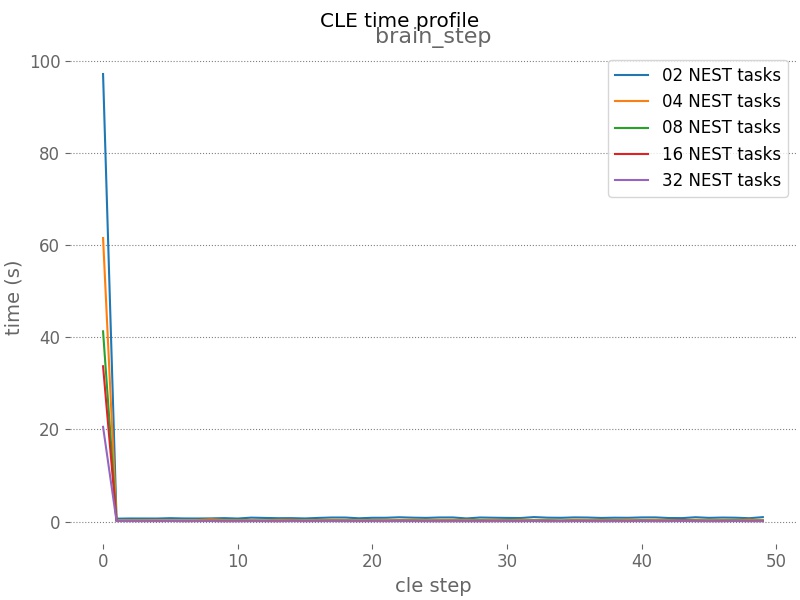 CLE time profile
brain_step
100
80
60
40
20
0
time (s)
02 NEST tasks
04 NEST tasks
08 NEST tasks
16 NEST tasks
32 NEST tasks
0 10 20 30 40 50
cle step